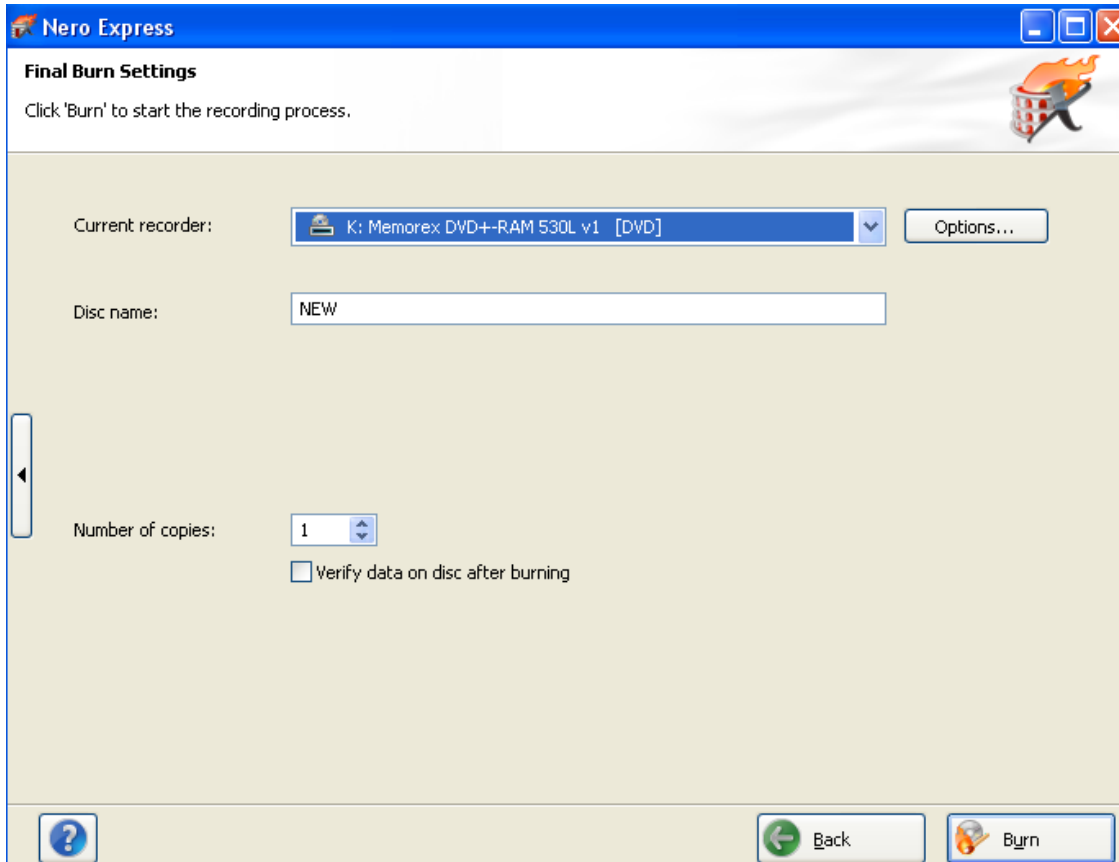 Nero Express
Final Burn Settings
Click 'Burn' to start the recording process.
Current recorder: K: Memorex DVD+-RAM 530L v1 [DVD] Options...
Disc name: NEW
Number of copies: 1
Verify data on disc after burning
? Back Burn